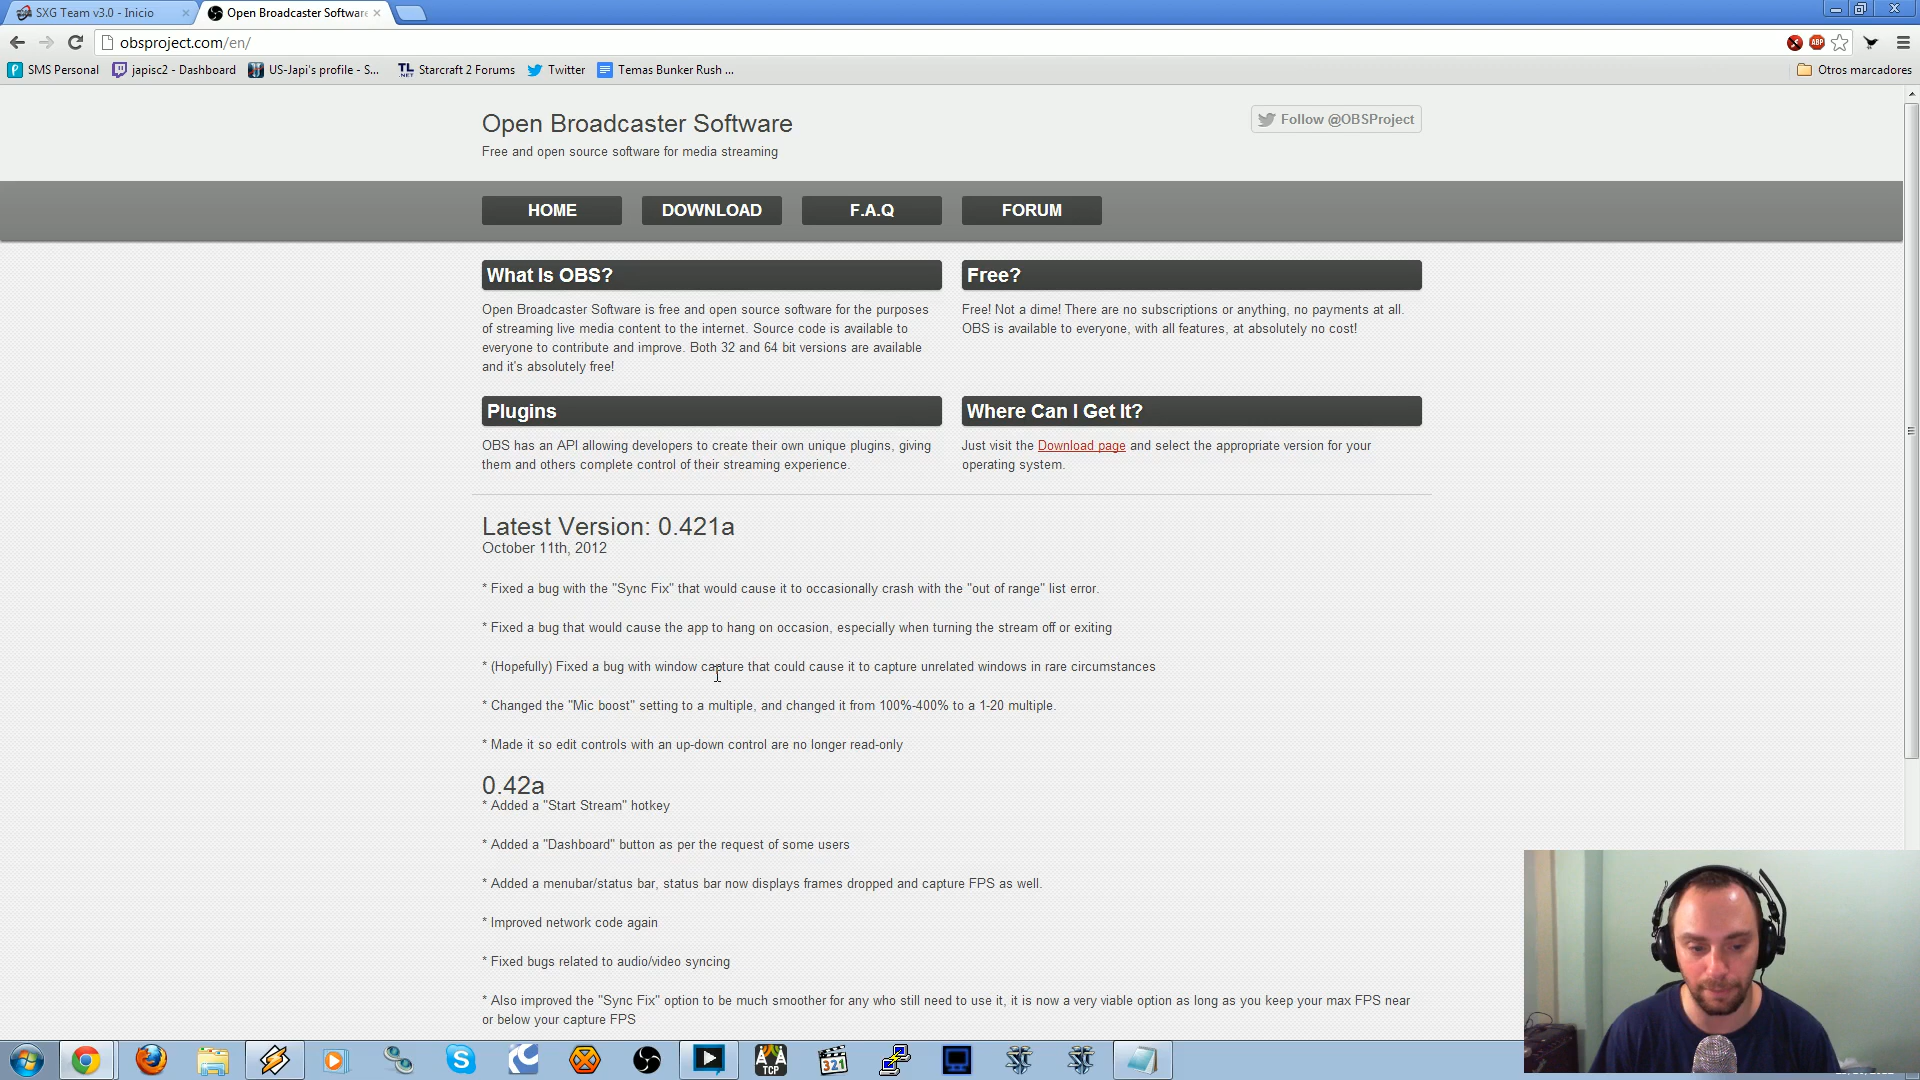 SXG Team v3.0 - Inicio
Open Broadcaster Software
obsproject.com/en/
ABP
SMS Personal
japisc2 - Dashboard
US-Japi's profile - S...
TL .NET
Starcraft 2 Forums
Twitter
Temas Bunker Rush ...
Otros marcadores
Open Broadcaster Software
Free and open source software for media streaming
Follow @OBSProject
HOME
DOWNLOAD
F.A.Q
FORUM
What Is OBS?
Open Broadcaster Software is free and open source software for the purposes
of streaming live media content to the internet. Source code is available to
everyone to contribute and improve. Both 32 and 64 bit versions are available
and it's absolutely free!
Free?
Free! Not a dime! There are no subscriptions or anything, no payments at all.
OBS is available to everyone, with all features, at absolutely no cost!
Plugins
OBS has an API allowing developers to create their own unique plugins, giving
them and others complete control of their streaming experience.
Where Can I Get It?
Just visit the Download page and select the appropriate version for your
operating system.
Latest Version: 0.421a
October 11th, 2012
* Fixed a bug with the "Sync Fix" that would cause it to occasionally crash with the "out of range" list error.
* Fixed a bug that would cause the app to hang on occasion, especially when turning the stream off or exiting
* (Hopefully) Fixed a bug with window capture that could cause it to capture unrelated windows in rare circumstances
* Changed the "Mic boost" setting to a multiple, and changed it from 100%-400% to a 1-20 multiple.
* Made it so edit controls with an up-down control are no longer read-only
0.42a
* Added a "Start Stream" hotkey
* Added a "Dashboard" button as per the request of some users
* Added a menubar/status bar, status bar now displays frames dropped and capture FPS as well.
* Improved network code again
* Fixed bugs related to audio/video syncing
* Also improved the "Sync Fix" option to be much smoother for any who still need to use it, it is now a very viable option as long as you keep your max FPS near
or below your capture FPS
TCP
321